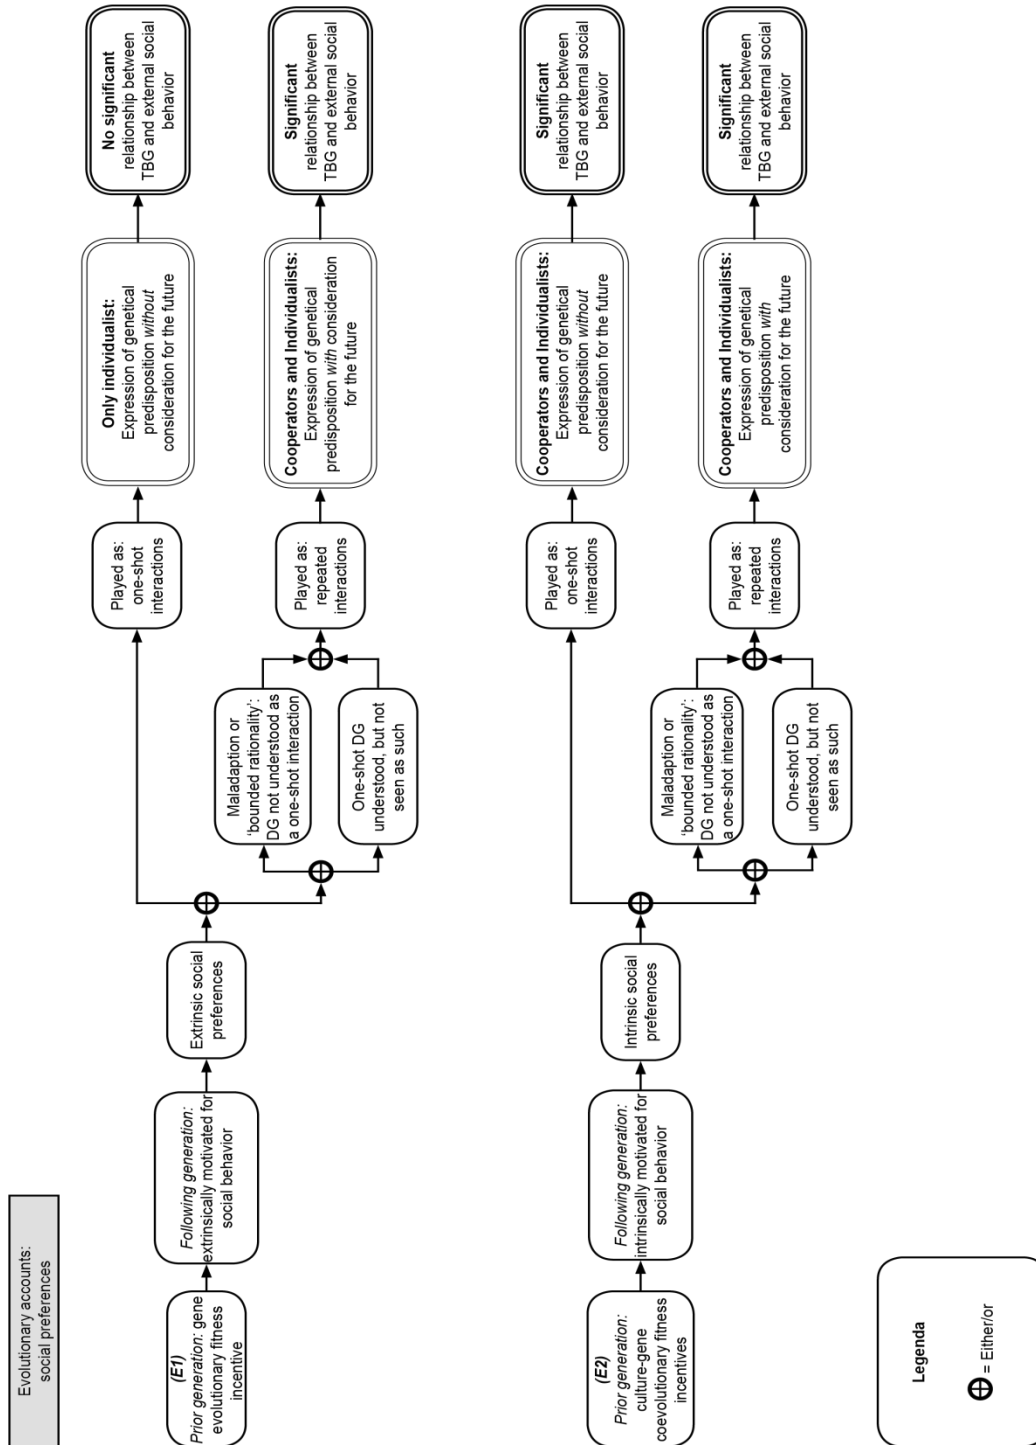 Evolutionary accounts:
social preferences
(E1)
Prior generation: gene
evolutionary fitness
incentive
Following generation:
extrinsically motivated for
social behavior
Extrinsic social
preferences
Played as:
one-shot
interactions
Only individualist:
Expression of genetical
predisposition without
consideration for the future
No significant
relationship between
TBG and external social
behavior
Maladaption or
‘bounded rationality’:
DG not understood as
a one-shot interaction
One-shot DG
understood, but not
seen as such
Played as:
repeated
interactions
Cooperators and Individualists:
Expression of genetical
predisposition with consideration
for the future
Significant
relationship between
TBG and external social
behavior
(E2)
Prior generation:
culture-gene
coevolutionary fitness
incentives
Following generation:
intrinsically motivated for
social behavior
Intrinsic social
preferences
Played as:
one-shot
interactions
Cooperators and Individualists:
Expression of genetical
predisposition without
consideration for the future
Significant
relationship between
TBG and external social
behavior
Maladaption or
‘bounded rationality’:
DG not understood as
a one-shot interaction
One-shot DG
understood, but not
seen as such
Played as:
repeated
interactions
Cooperators and Individualists:
Expression of genetical
predisposition with
consideration for the future
Significant
relationship between
TBG and external social
behavior
Legenda
⊕ = Either/or